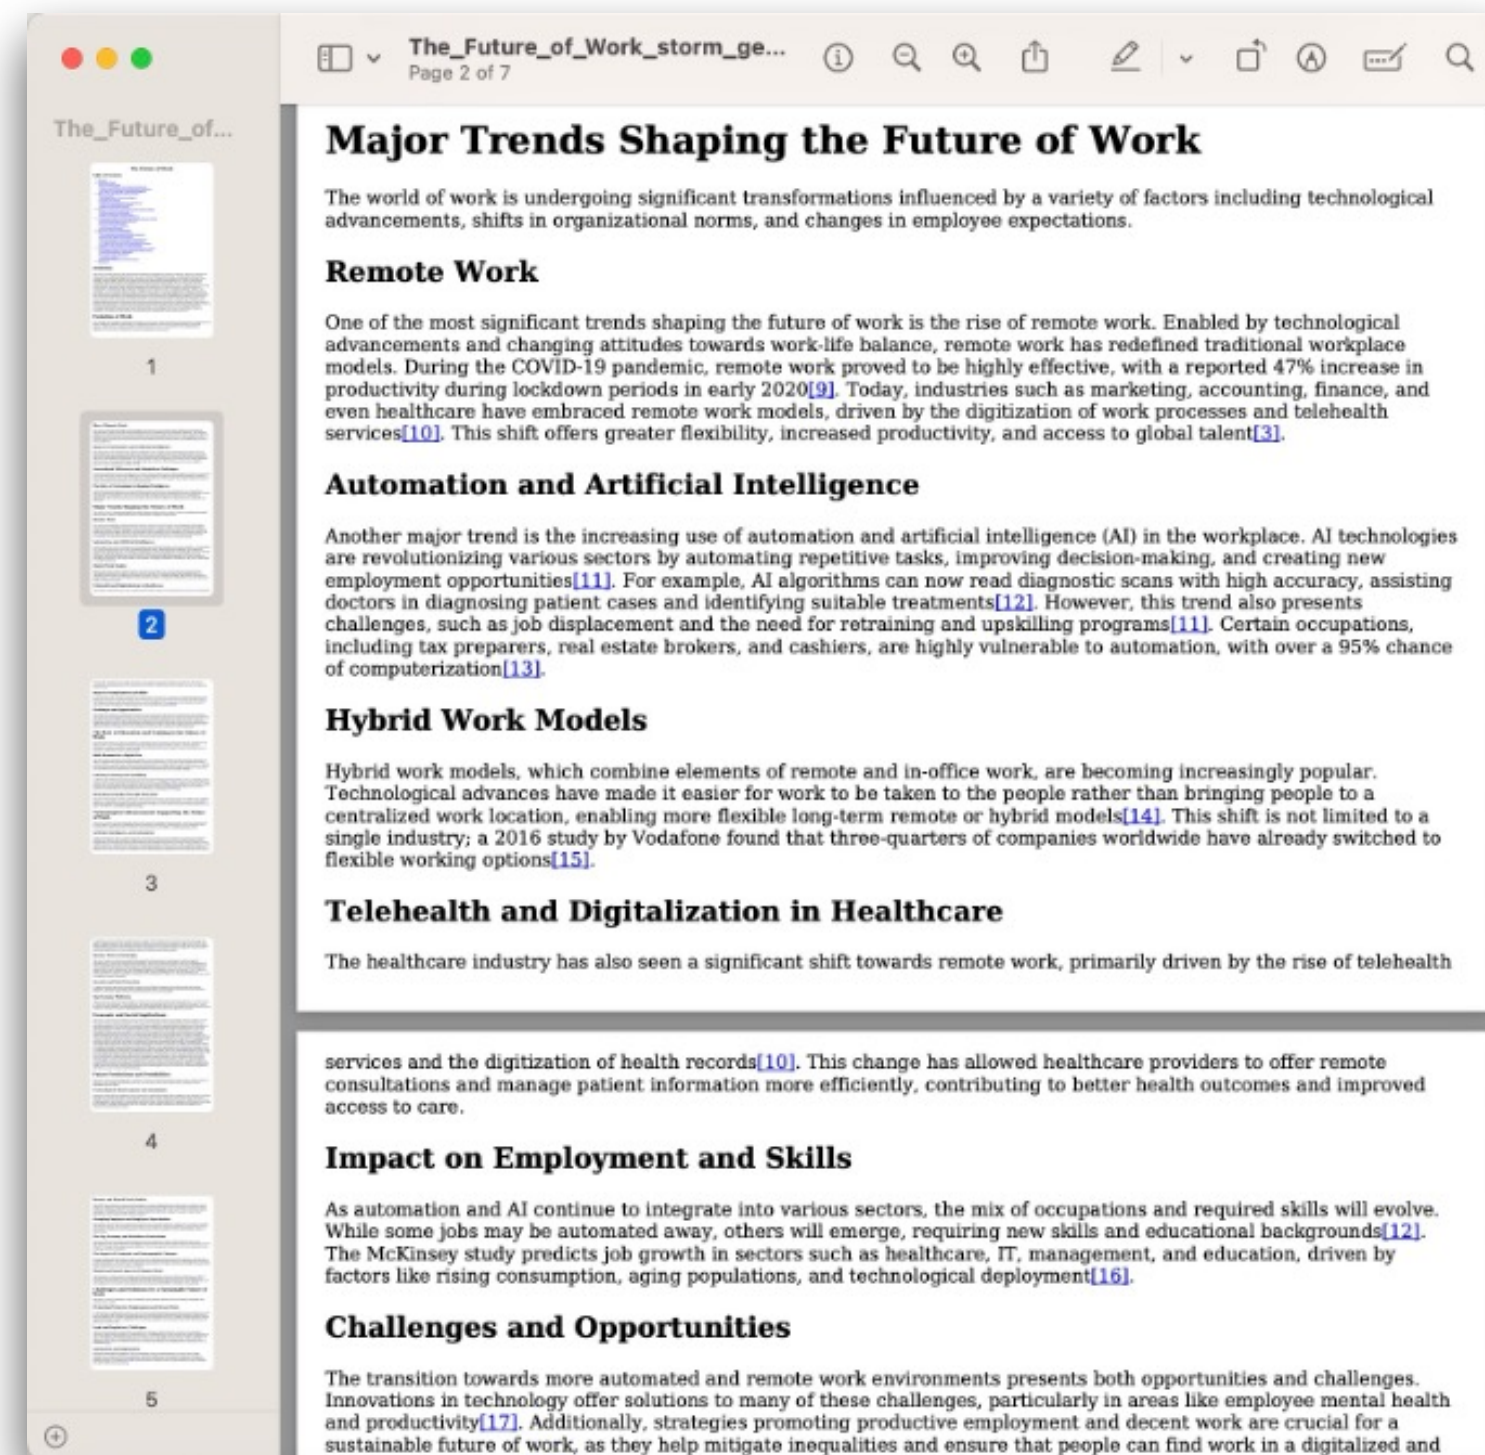 The_Future_of_Work_storm_ge...
Page 2 of 7
The_Future_of...
1
2
3
4
5
Major Trends Shaping the Future of Work
The world of work is undergoing significant transformations influenced by a variety of factors including technological
advancements, shifts in organizational norms, and changes in employee expectations.
Remote Work
One of the most significant trends shaping the future of work is the rise of remote work. Enabled by technological
advancements and changing attitudes towards work-life balance, remote work has redefined traditional workplace
models. During the COVID-19 pandemic, remote work proved to be highly effective, with a reported 47% increase in
productivity during lockdown periods in early 2020[9]. Today, industries such as marketing, accounting, finance, and
even healthcare have embraced remote work models, driven by the digitization of work processes and telehealth
services[10]. This shift offers greater flexibility, increased productivity, and access to global talent[3].
Automation and Artificial Intelligence
Another major trend is the increasing use of automation and artificial intelligence (AI) in the workplace. AI technologies
are revolutionizing various sectors by automating repetitive tasks, improving decision-making, and creating new
employment opportunities[11]. For example, AI algorithms can now read diagnostic scans with high accuracy, assisting
doctors in diagnosing patient cases and identifying suitable treatments[12]. However, this trend also presents
challenges, such as job displacement and the need for retraining and upskilling programs[11]. Certain occupations,
including tax preparers, real estate brokers, and cashiers, are highly vulnerable to automation, with over a 95% chance
of computerization[13].
Hybrid Work Models
Hybrid work models, which combine elements of remote and in-office work, are becoming increasingly popular.
Technological advances have made it easier for work to be taken to the people rather than bringing people to a
centralized work location, enabling more flexible long-term remote or hybrid models[14]. This shift is not limited to a
single industry; a 2016 study by Vodafone found that three-quarters of companies worldwide have already switched to
flexible working options[15].
Telehealth and Digitalization in Healthcare
The healthcare industry has also seen a significant shift towards remote work, primarily driven by the rise of telehealth
services and the digitization of health records[10]. This change has allowed healthcare providers to offer remote
consultations and manage patient information more efficiently, contributing to better health outcomes and improved
access to care.
Impact on Employment and Skills
As automation and AI continue to integrate into various sectors, the mix of occupations and required skills will evolve.
While some jobs may be automated away, others will emerge, requiring new skills and educational backgrounds[12].
The McKinsey study predicts job growth in sectors such as healthcare, IT, management, and education, driven by
factors like rising consumption, aging populations, and technological deployment[16].
Challenges and Opportunities
The transition towards more automated and remote work environments presents both opportunities and challenges.
Innovations in technology offer solutions to many of these challenges, particularly in areas like employee mental health
and productivity[17]. Additionally, strategies promoting productive employment and decent work are crucial for a
sustainable future of work, as they help mitigate inequalities and ensure that people can find work in a digitalized and